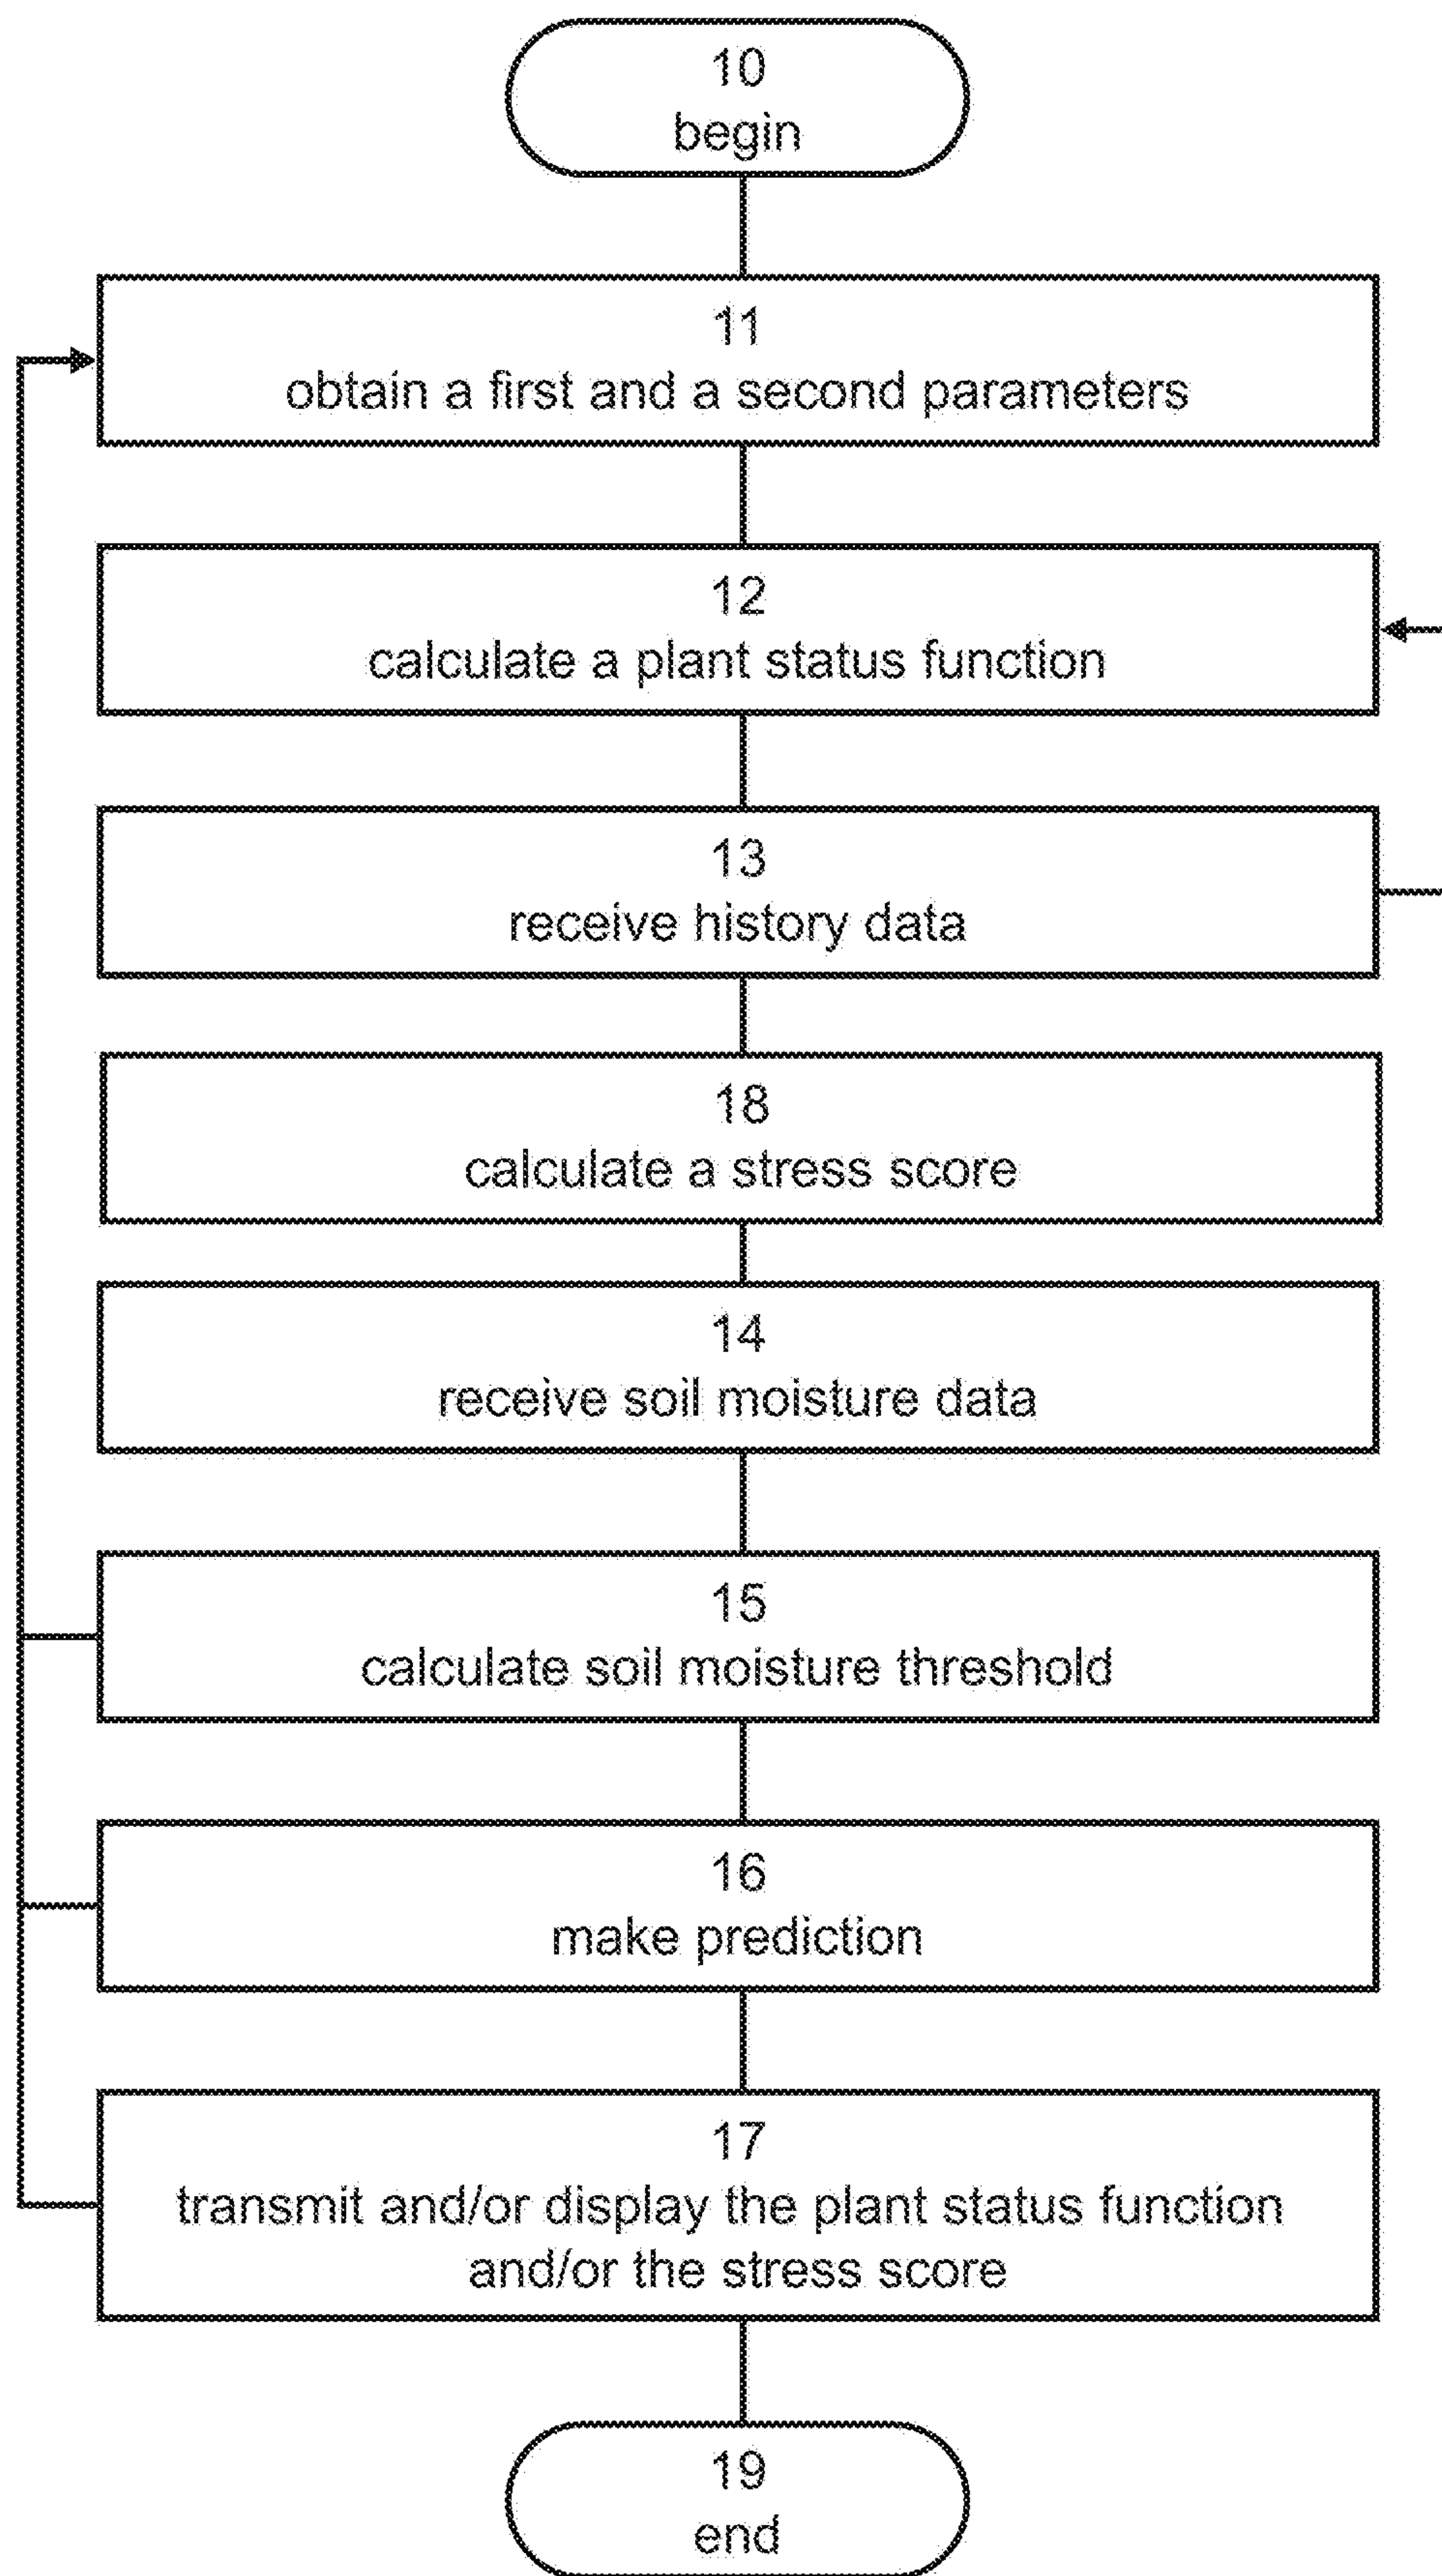 10
begin
11
obtain a first and a second parameters
12
calculate a plant status function
13
receive history data
18
calculate a stress score
14
receive soil moisture data
15
calculate soil moisture threshold
16
make prediction
17
transmit and/or display the plant status function
and/or the stress score
19
end